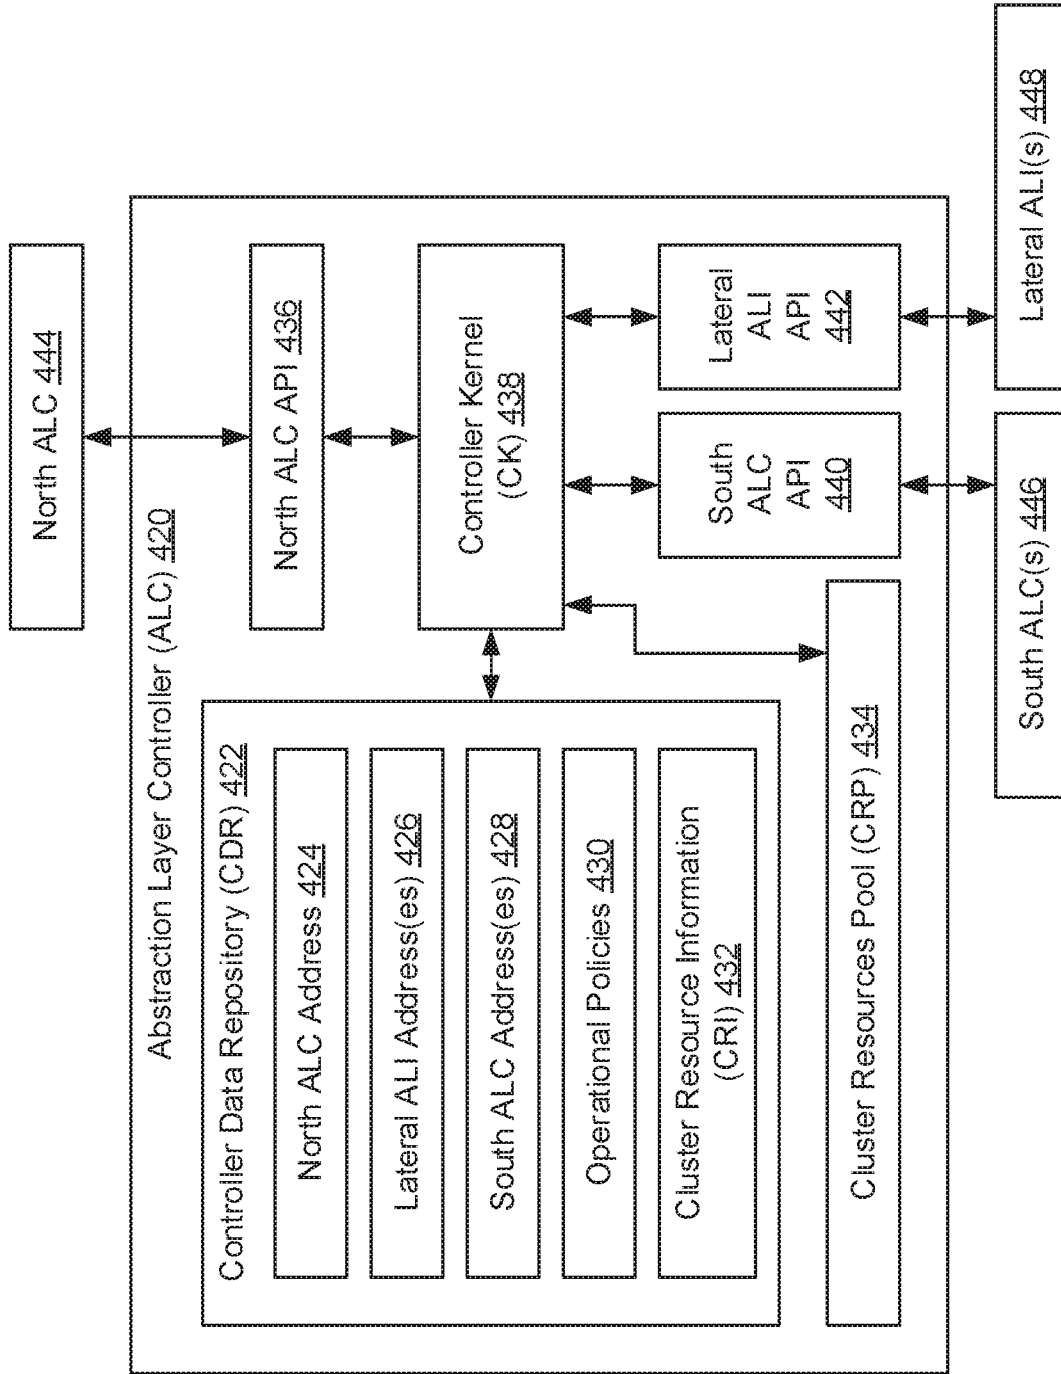 North ALC 444
Abstraction Layer Controller (ALC) 420
Controller Data Repository (CDR) 422
North ALC Address 424
Lateral ALI Address(es) 426
South ALC Address(es) 428
Operational Policies 430
Cluster Resource Information
(CRI) 432
Cluster Resources Pool (CRP) 434
North ALC API 436
Controller Kernel
(CK) 438
South
ALC
API
440
Lateral
ALI
API
442
South ALC(s) 446
Lateral ALI(s) 448